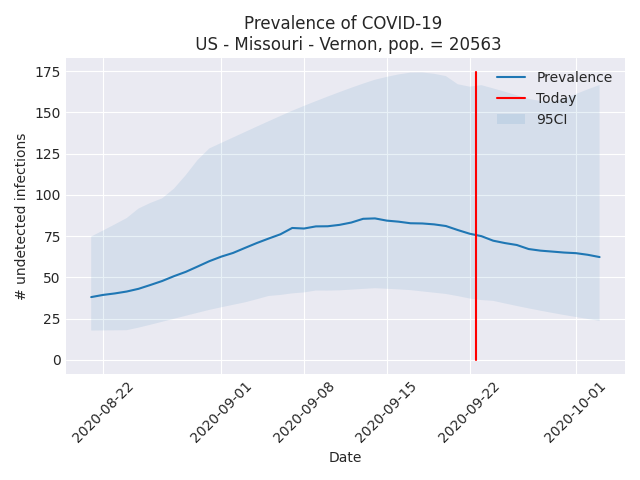 Prevalence of COVID-19
US - Missouri - Vernon, pop. = 20563
# undetected infections
175
150
125
100
75
50
25
0
Prevalence
Today
95CI
2020-08-22
2020-09-01
2020-09-08
2020-09-15
2020-09-22
2020-10-01
Date